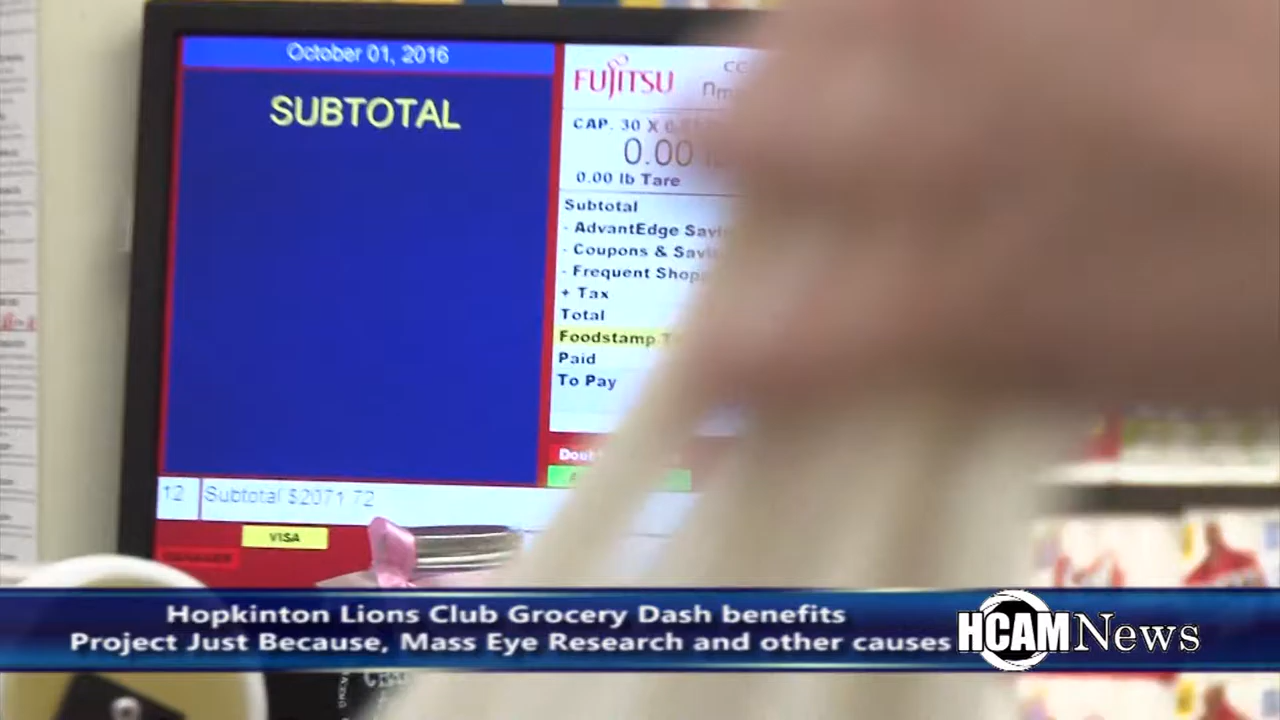 October 01, 2016
SUBTOTAL
FUJITSU
CAP. 30 X
0.00
0.00 lb Tare
Subtotal
- AdvantEdge
- Coupons &
- Frequent
+ Tax
Total
Foodstamp
Paid
To Pay
12 Subtotal $2071.72
VISA
Hopkinton Lions Club Grocery Dash benefits
Project Just Because, Mass Eye Research and other causes
HCAM News